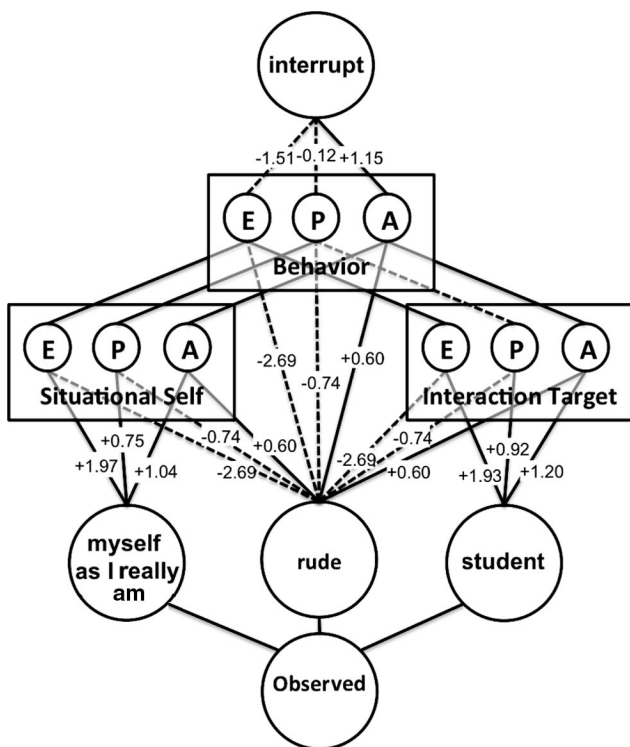 interrupt
-1.51 -0.12 +1.15
E P A
Behavior
E P A
Situational Self
E P A
Interaction Target
-2.69
-0.74
+0.60
+1.97
+0.75
+1.04
-0.74
-2.69
+0.60
-2.69
-0.74
+0.60
+0.92
+1.93
+1.20
myself
as I really
am
rude
student
Observed